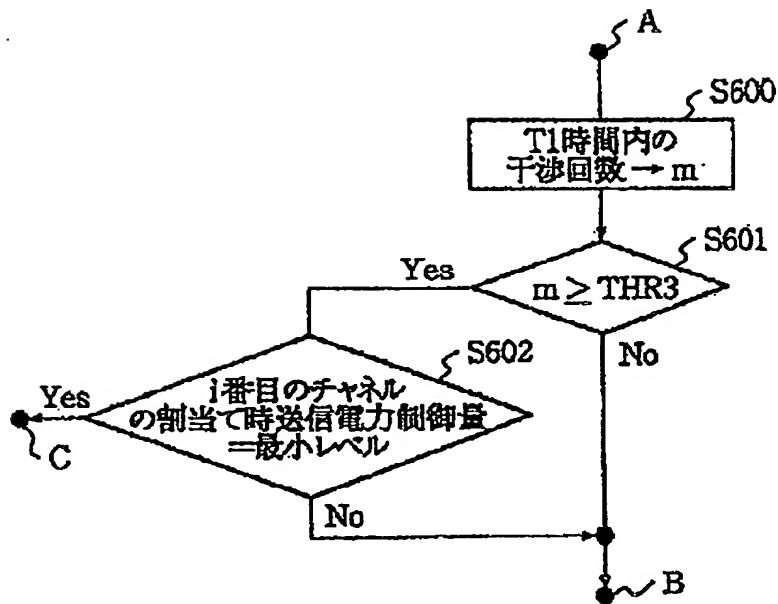 A
S600
T1時間内の
干渉回数→m
S601
Yes
m≧THR3
No
S602
Yes
i番目のチャネル
の割当て時送信電力制御量
=最小レベル
C
No
B